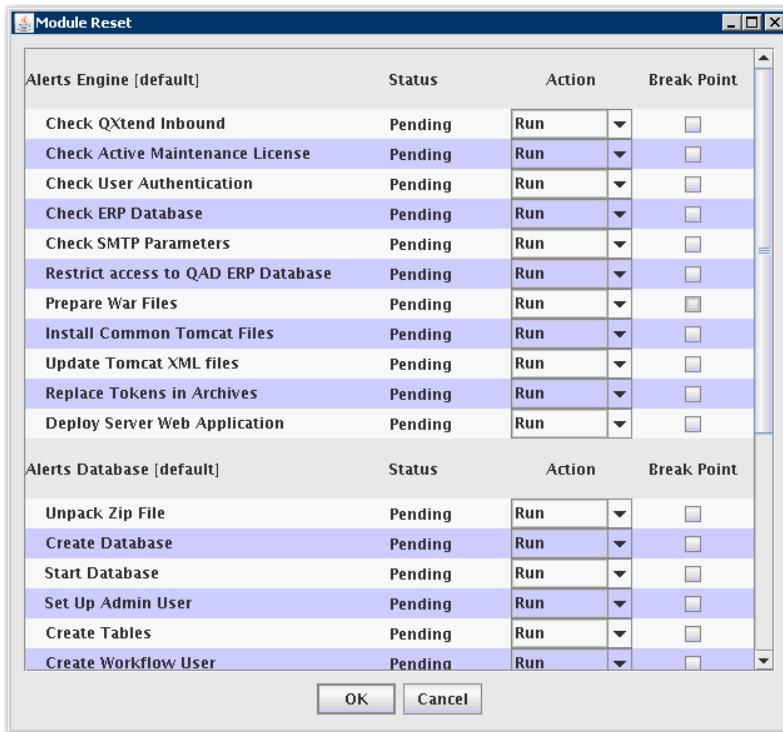 Module Reset
Alerts Engine [default] Status Action Break Point
Check QXtend Inbound Pending Run
Check Active Maintenance License Pending Run
Check User Authentication Pending Run
Check ERP Database Pending Run
Check SMTP Parameters Pending Run
Restrict access to QAD ERP Database Pending Run
Prepare War Files Pending Run
Install Common Tomcat Files Pending Run
Update Tomcat XML files Pending Run
Replace Tokens in Archives Pending Run
Deploy Server Web Application Pending Run
Alerts Database [default] Status Action Break Point
Unpack Zip File Pending Run
Create Database Pending Run
Start Database Pending Run
Set Up Admin User Pending Run
Create Tables Pending Run
Create Workflow User Pending Run
OK Cancel